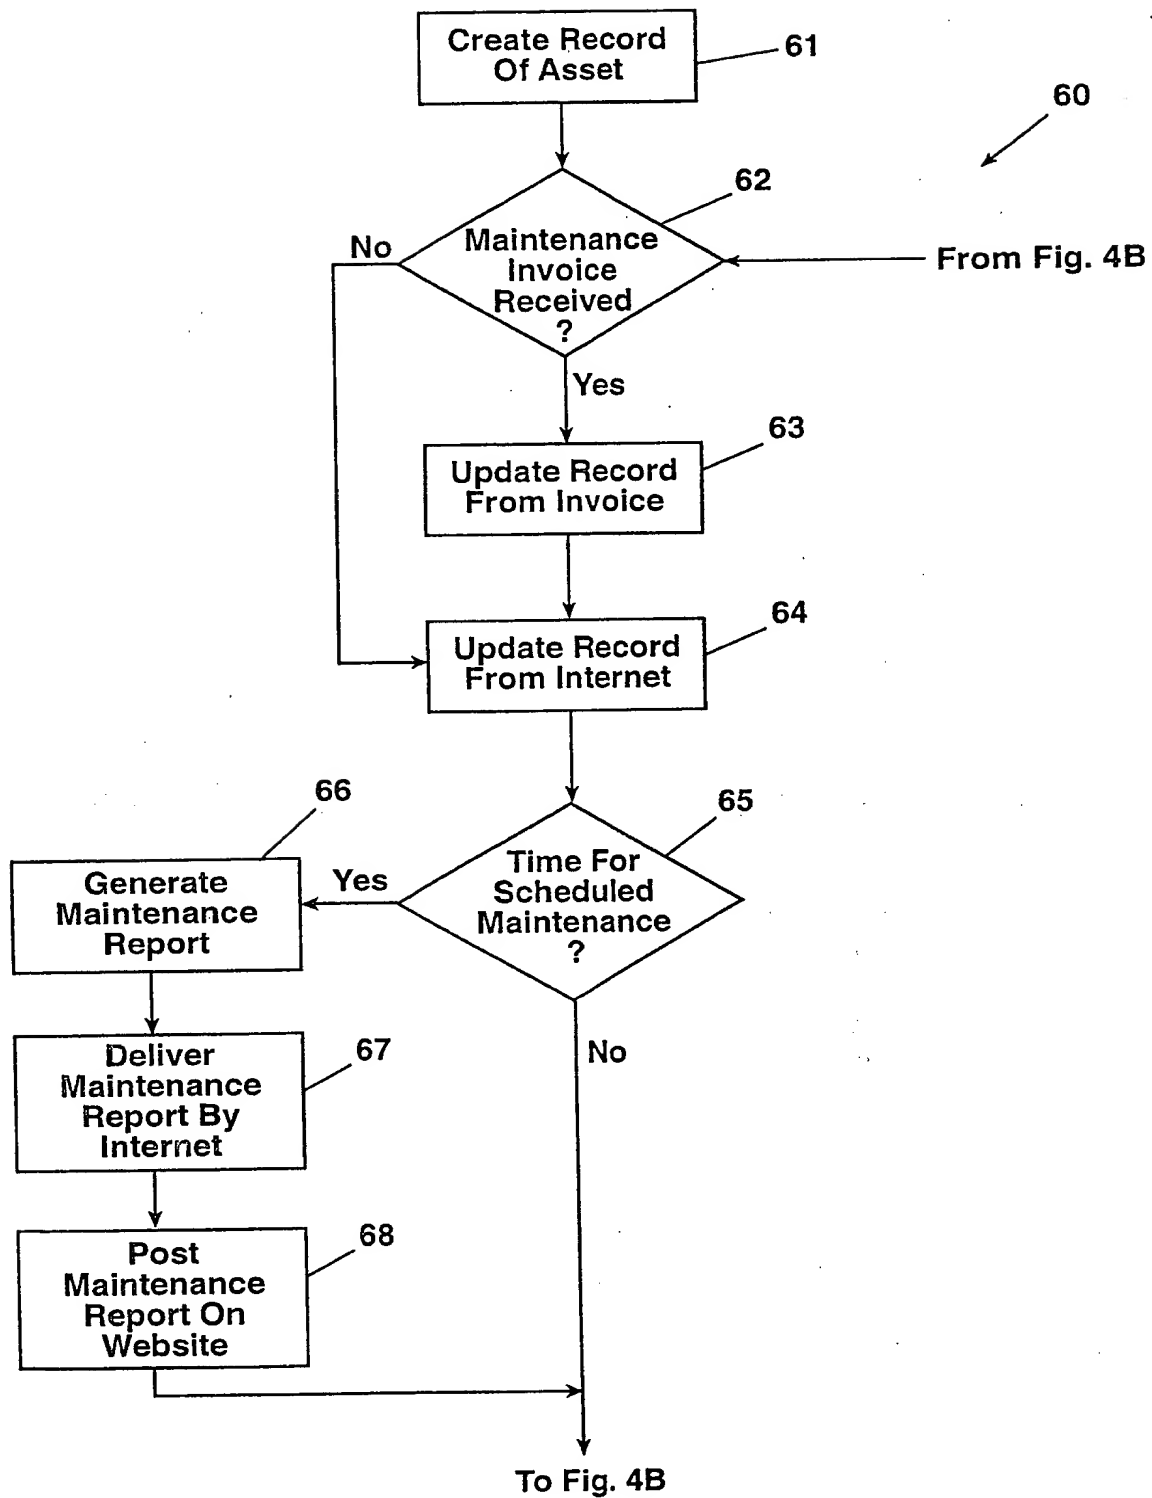 Create Record
Of Asset
61
60
62
No
Maintenance
Invoice
Received
?
From Fig. 4B
Yes
63
Update Record
From Invoice
64
Update Record
From Internet
66
65
Generate
Maintenance
Report
Yes
Time For
Scheduled
Maintenance
?
67
Deliver
Maintenance
Report By
Internet
No
68
Post
Maintenance
Report On
Website
To Fig. 4B